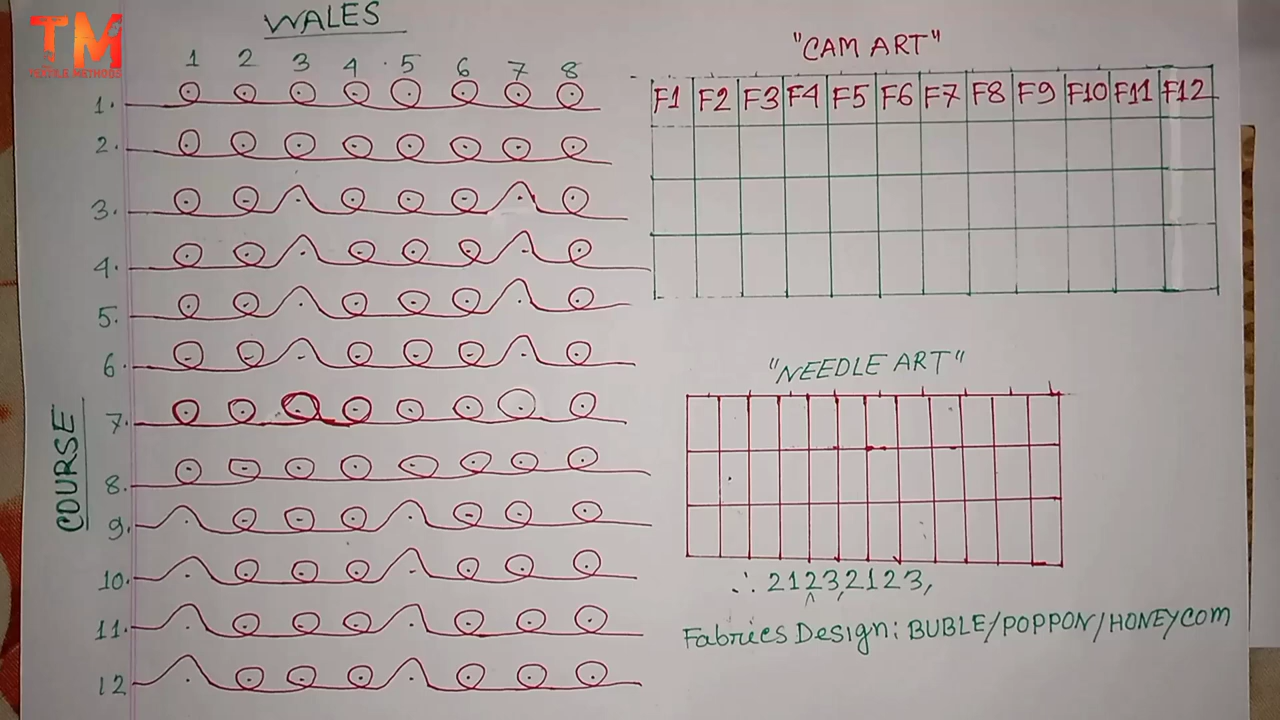 TM
TEXTILE METHODS
WALES
1 2 3 4 5 6 7 8
1.
2.
3.
4.
5.
6.
7.
8.
9.
10.
11.
12
COURSE
"CAM ART"
F1 F2 F3 F4 F5 F6 F7 F8 F9 F10 F11 F12
"NEEDLE ART"
∴ 2123,2123,
Fabries Design: BUBLE/POPPON/HONEYCOM